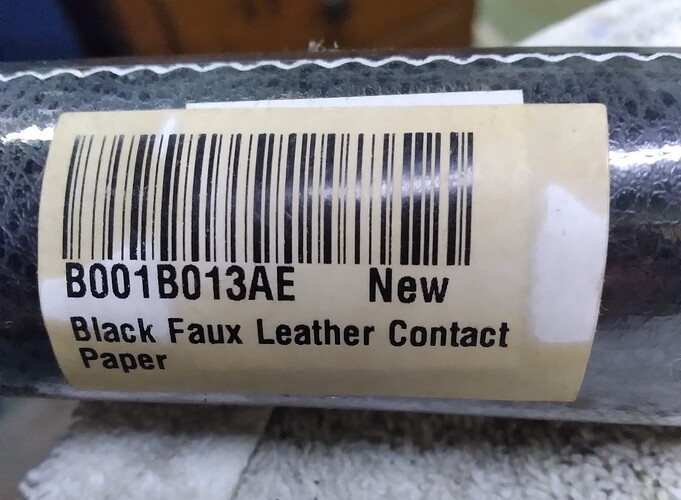 B001B013AE New
Black Faux Leather Contact
Paper